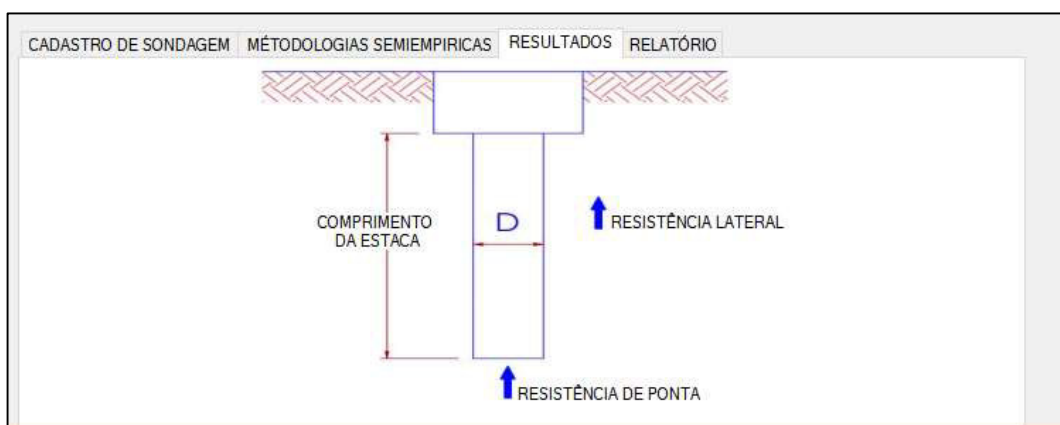 CADASTRO DE SONDAGEM MÉTODOLOGIAS SEMIEMPIRICAS RESULTADOS RELATÓRIO
COMPRIMENTO
DA ESTACA
D
RESISTÊNCIA LATERAL
RESISTÊNCIA DE PONTA